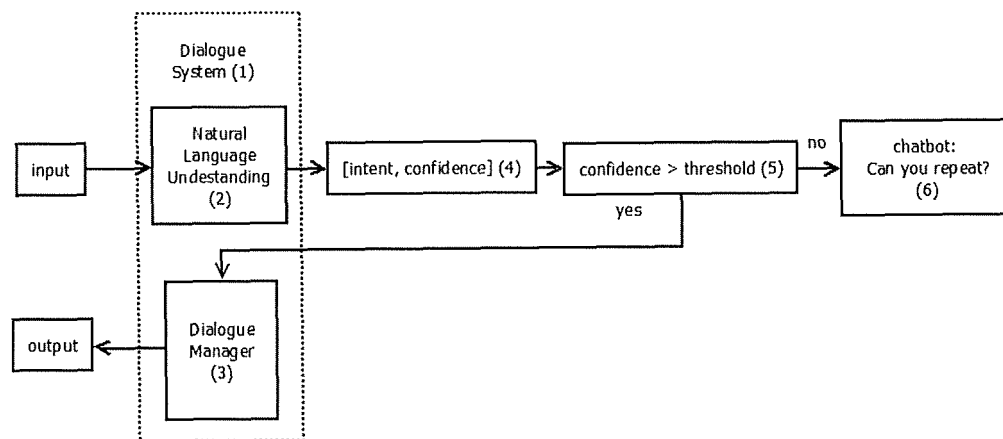 Dialogue
System (1)
input
Natural
Language
Undestanding
(2)
[intent, confidence] (4)
confidence > threshold (5)
no
chatbot:
Can you repeat?
(6)
yes
output
Dialogue
Manager
(3)